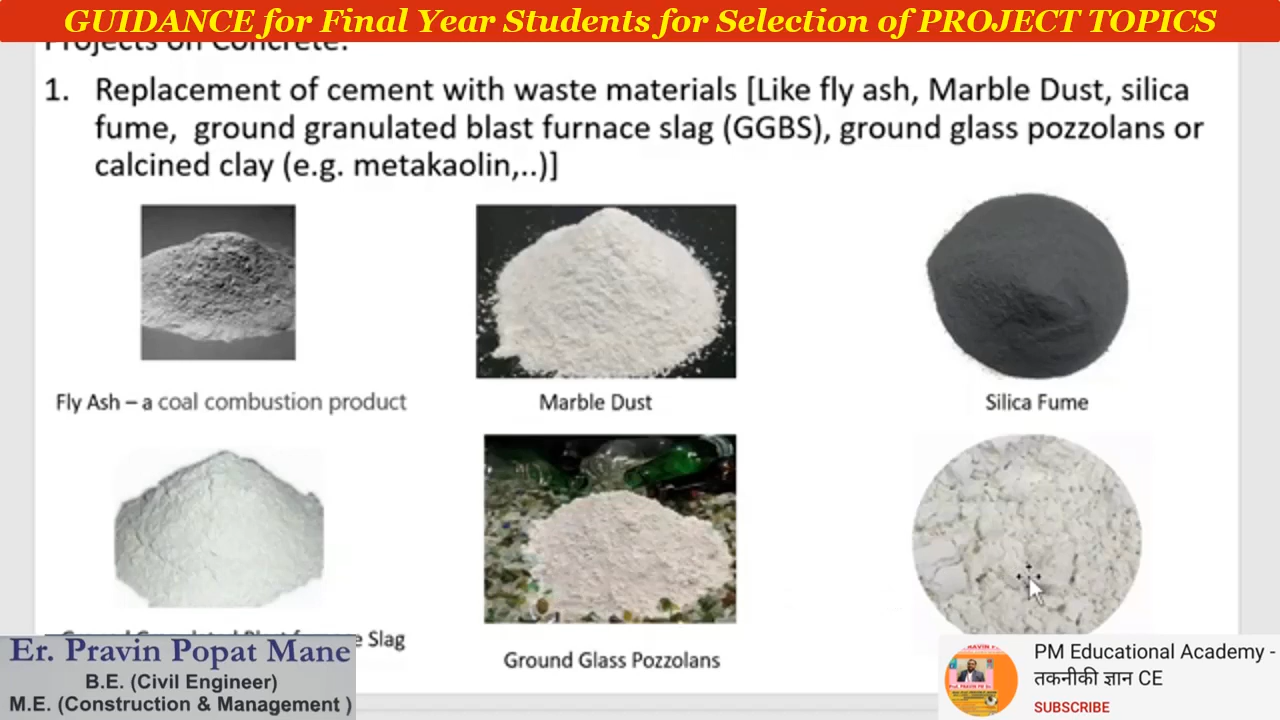 GUIDANCE for Final Year Students for Selection of PROJECT TOPICS
Projects on Concrete:
1. Replacement of cement with waste materials [Like fly ash, Marble Dust, silica
fume, ground granulated blast furnace slag (GGBS), ground glass pozzolans or
calcined clay (e.g. metakaolin,..)]
Fly Ash – a coal combustion product
Marble Dust
Silica Fume
Slag
Ground Glass Pozzolans
Er. Pravin Popat Mane
B.E. (Civil Engineer)
M.E. (Construction & Management )
PM Educational Academy -
तकनीकी ज्ञान CE
SUBSCRIBE